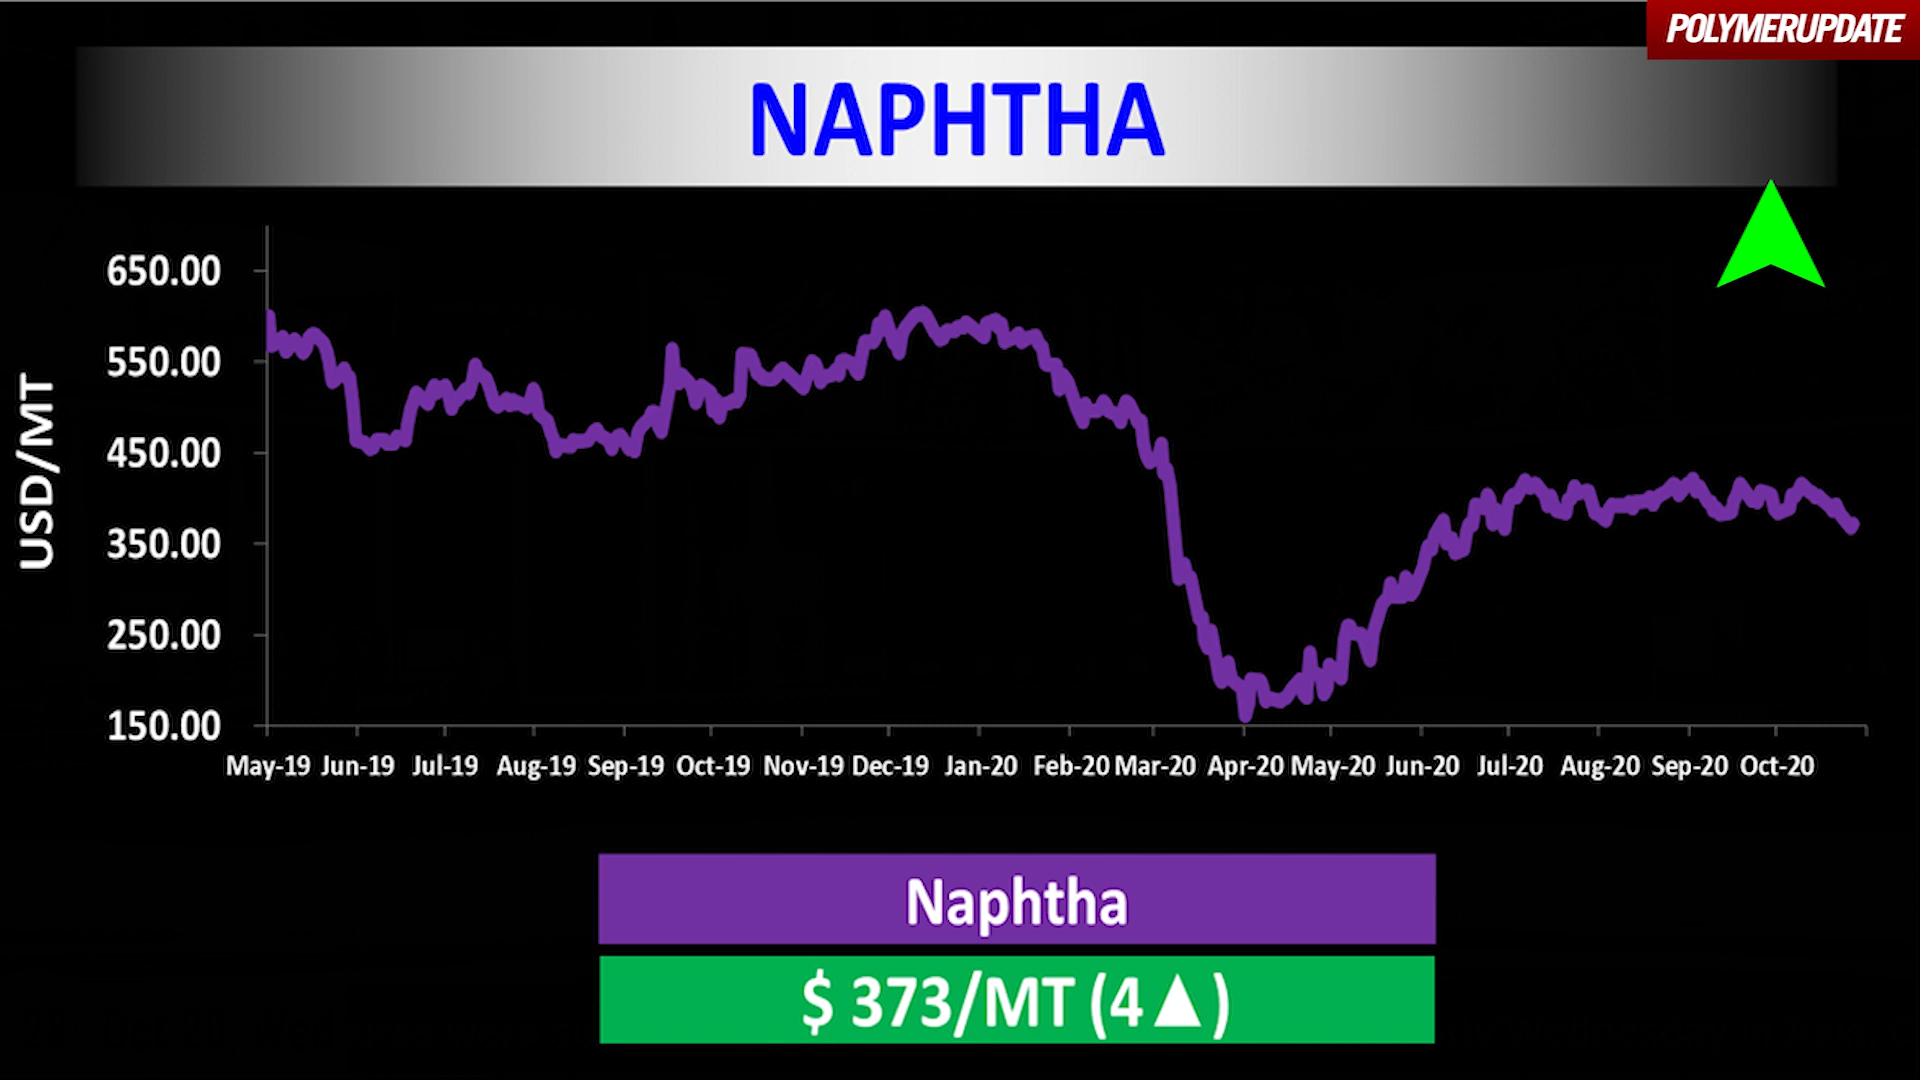 POLYMERUPDATE
NAPHTHA
USD/MT
650.00
550.00
450.00
350.00
250.00
150.00
May-19 Jun-19 Jul-19 Aug-19 Sep-19 Oct-19 Nov-19 Dec-19 Jan-20 Feb-20 Mar-20 Apr-20 May-20 Jun-20 Jul-20 Aug-20 Sep-20 Oct-20
Naphtha
$ 373/MT (4▲)